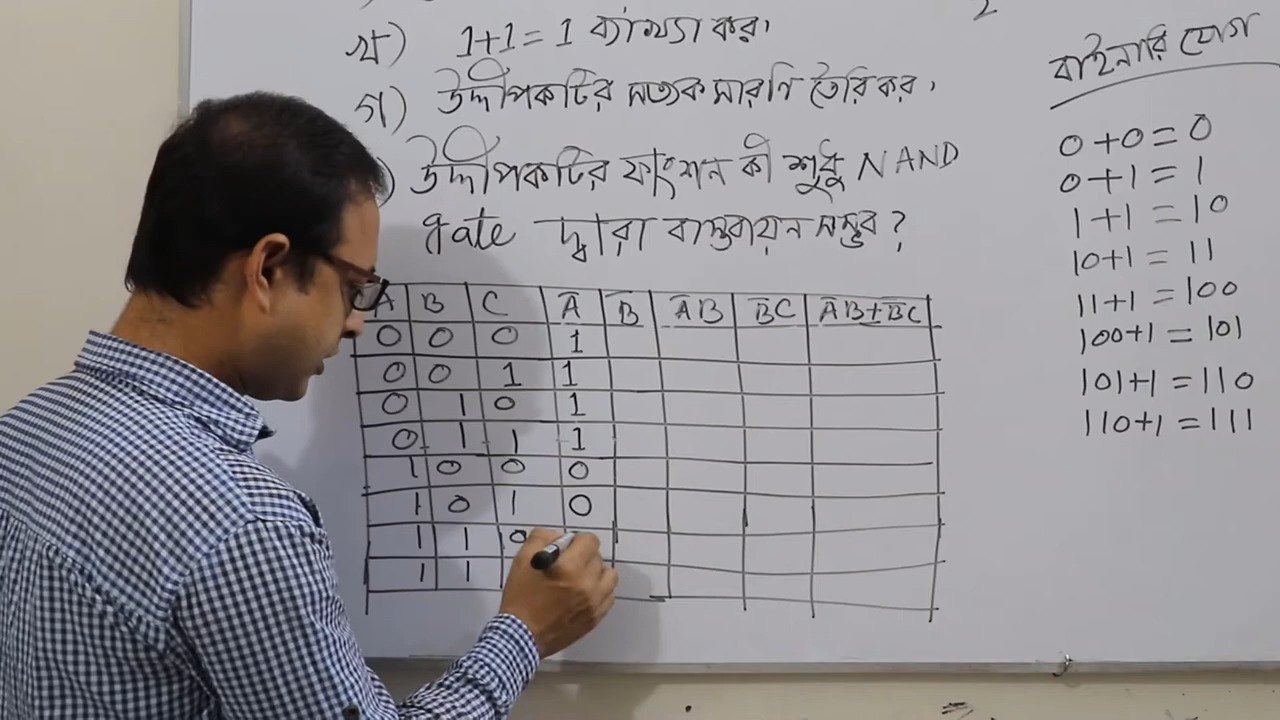 খ) 1+1=1 ব্যাখ্যা কর।
গ) উদ্দীপকটির সত্যক সারণি তৈরি কর।
) উদ্দীপকটির ফাংশন কী শুধু NAND
gate দ্বারা বাস্তবায়ন সম্ভব?
A B C A̅ B̅ A̅B B̅C A̅B+B̅C
0 0 0 1
0 0 1 1
0 1 0 1
0 1 1 1
1 0 0 0
1 0 1 0
1 1 0
1 1
2
বাইনারি যোগ
0+0=0
0+1=1
1+1=10
10+1=11
11+1=100
100+1=101
101+1=110
110+1=111